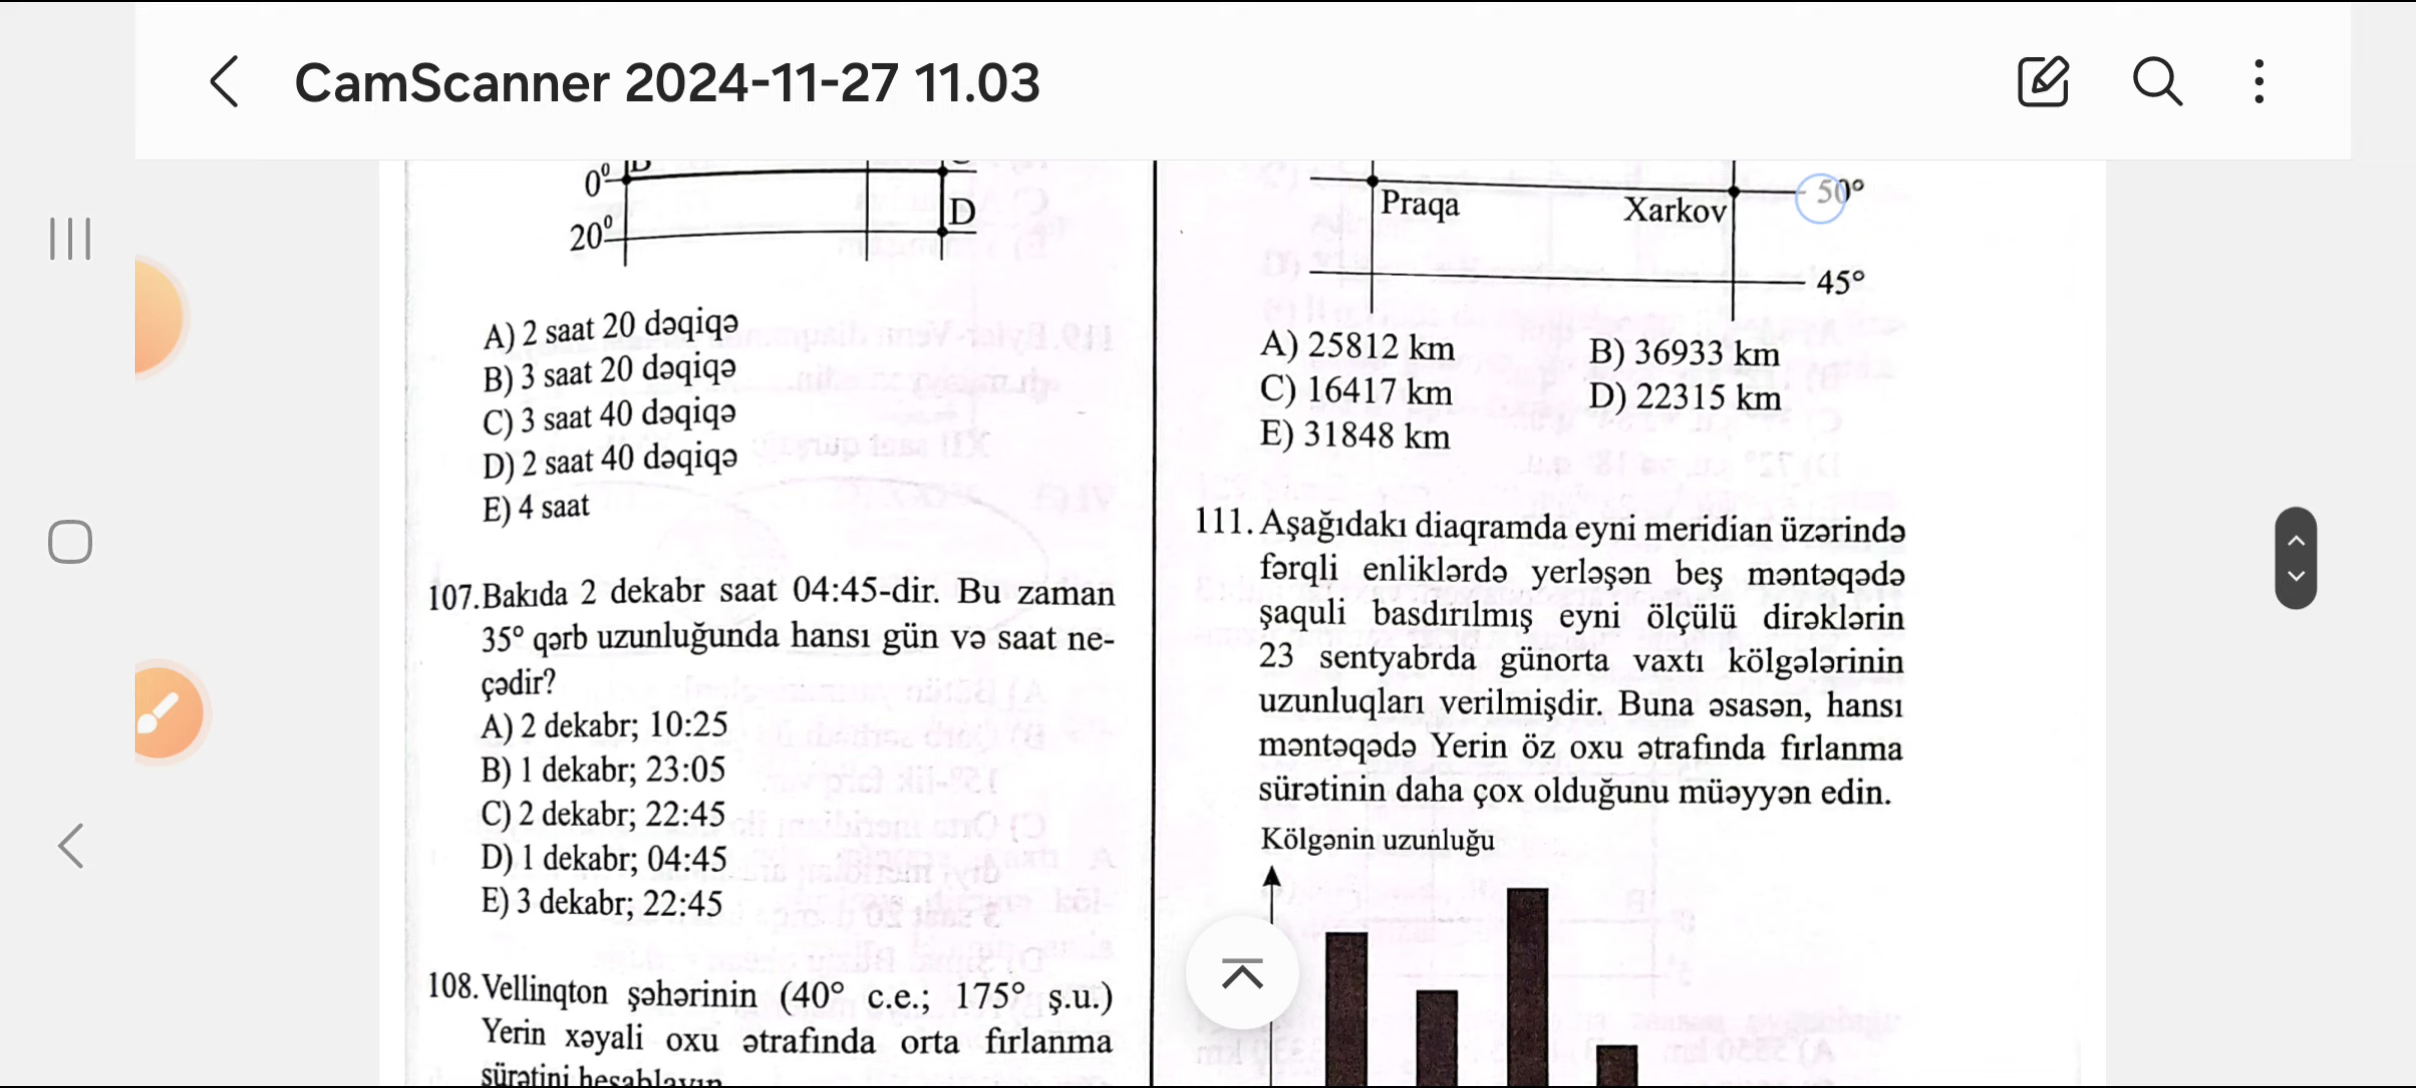 CamScanner 2024-11-27 11.03
0⁰
D
20⁰
A) 2 saat 20 dəqiqə
B) 3 saat 20 dəqiqə
C) 3 saat 40 dəqiqə
D) 2 saat 40 dəqiqə
E) 4 saat
107. Bakıda 2 dekabr saat 04:45-dir. Bu zaman
35° qərb uzunluğunda hansı gün və saat ne-
çədir?
A) 2 dekabr; 10:25
B) 1 dekabr; 23:05
C) 2 dekabr; 22:45
D) 1 dekabr; 04:45
E) 3 dekabr; 22:45
108. Vellinqton şəhərinin (40° c.e.; 175° ş.u.)
Yerin xəyali oxu ətrafında orta fırlanma
sürətini hesablayın
Praqa
Xarkov
50°
45°
A) 25812 km
B) 36933 km
C) 16417 km
D) 22315 km
E) 31848 km
111. Aşağıdakı diaqramda eyni meridian üzərində
fərqli enliklərdə yerləşən beş məntəqədə
şaquli basdırılmış eyni ölçülü dirəklərin
23 sentyabrda günorta vaxtı kölgələrinin
uzunluqları verilmişdir. Buna əsasən, hansı
məntəqədə Yerin öz oxu ətrafında fırlanma
sürətinin daha çox olduğunu müəyyən edin.
Kölgənin uzunluğu